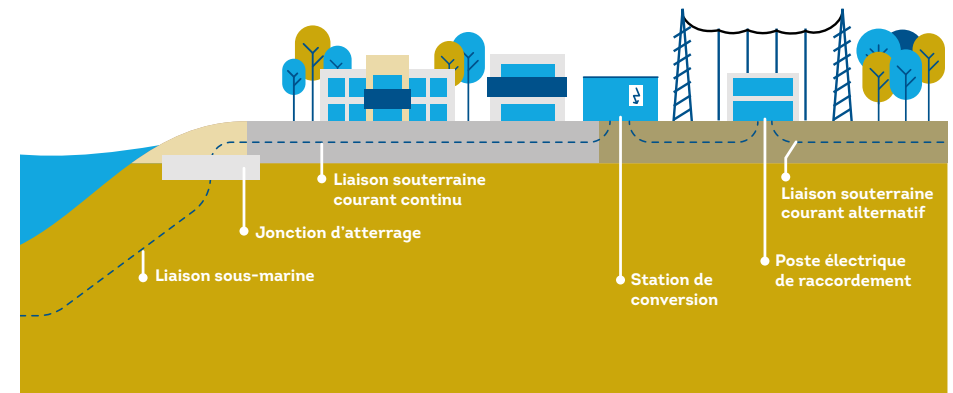 Liaison souterraine
courant continu
Liaison souterraine
courant alternatif
Jonction d'atterrage
Poste électrique
de raccordement
Liaison sous-marine
Station de
conversion